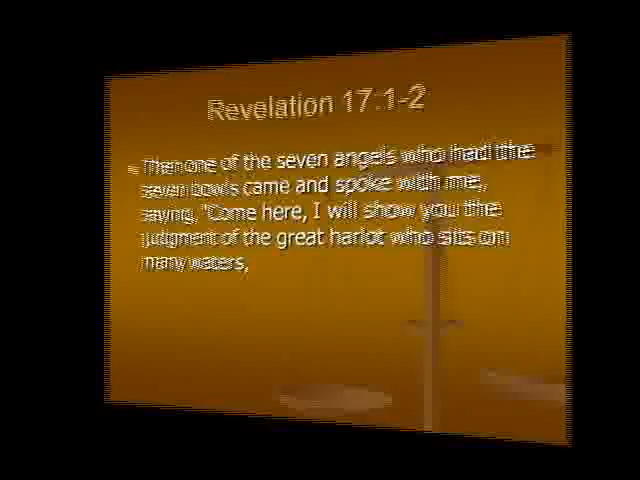 Revelation 17:1-2
Then one of the seven angels who had the
seven bowls came and spoke with me,
saying, "Come here, I will show you the
judgment of the great harlot who sits on
many waters,